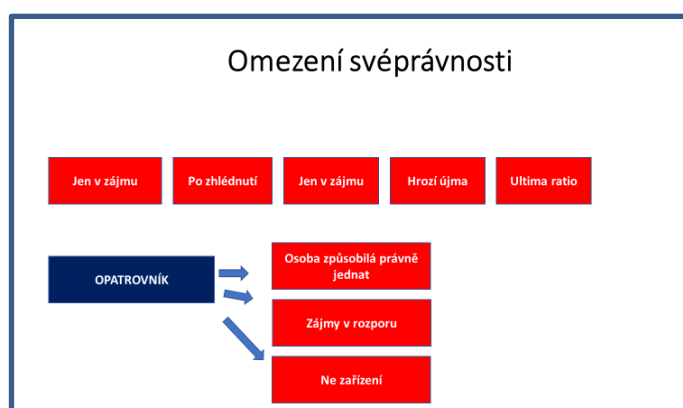 Omezení svéprávnosti
Jen v zájmu
Po zhlédnutí
Jen v zájmu
Hrozí újma
Ultima ratio
OPATROVNÍK
Osoba způsobilá právně
jednat
Zájmy v rozporu
Ne zařízení